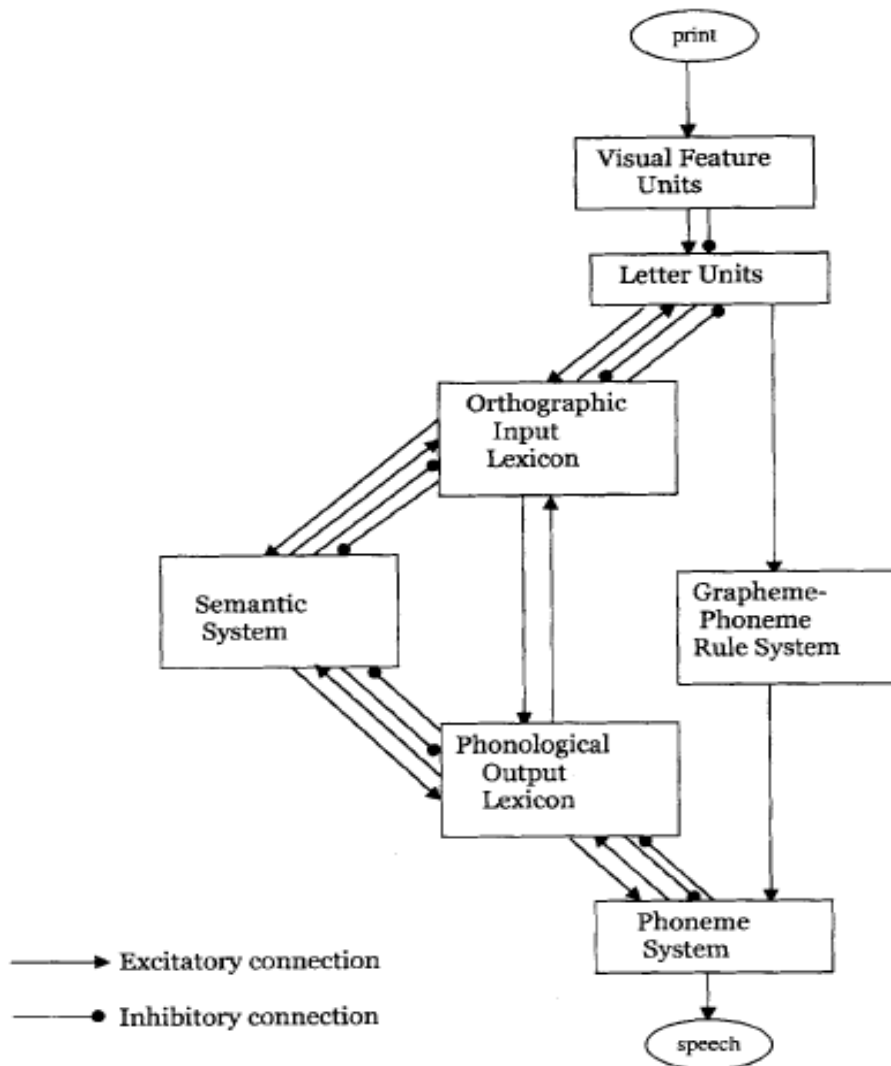 print
Visual Feature
Units
Letter Units
Orthographic
Input
Lexicon
Semantic
System
Grapheme-
Phoneme
Rule System
Phonological
Output
Lexicon
Phoneme
System
Excitatory connection
Inhibitory connection
speech